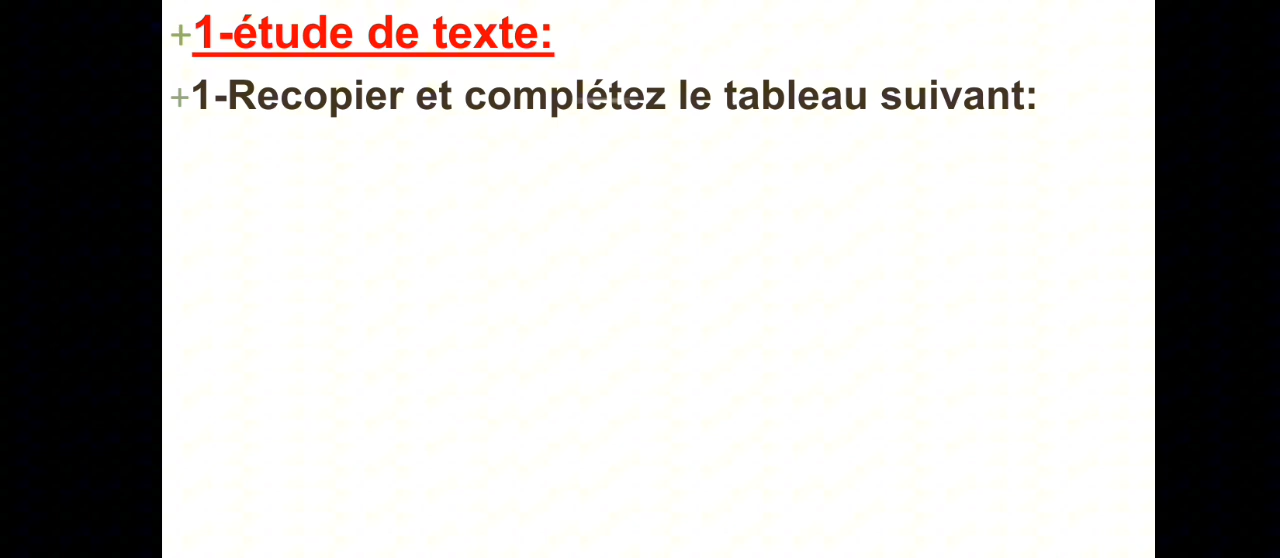 +1-étude de texte:
+1-Recopier et complétez le tableau suivant: